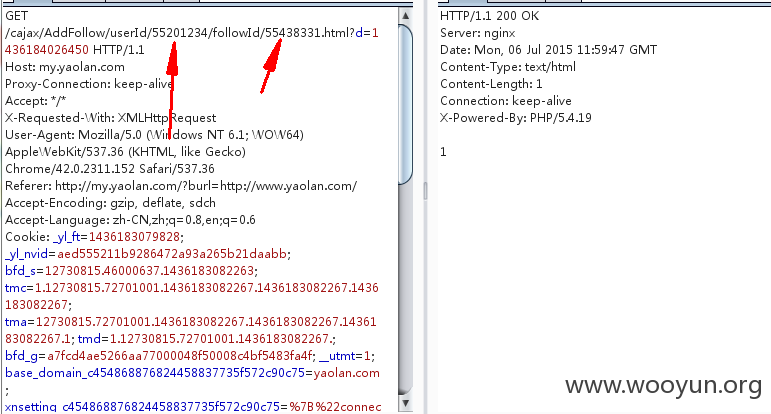 GET
/cajax/AddFollow/userId/55201234/followId/55438331.html?d=1
436184026450 HTTP/1.1
Host: my.yaolan.com
Proxy-Connection: keep-alive
Accept: */*
X-Requested-With: XMLHttpRequest
User-Agent: Mozilla/5.0 (Windows NT 6.1; WOW64)
AppleWebKit/537.36 (KHTML, like Gecko)
Chrome/42.0.2311.152 Safari/537.36
Referer: http://my.yaolan.com/?burl=http://www.yaolan.com/
Accept-Encoding: gzip, deflate, sdch
Accept-Language: zh-CN,zh;q=0.8,en;q=0.6
Cookie: _yl_ft=1436183079828;
_yl_nvid=aed555211b9286472a93a265b21daabb;
bfd_s=12730815.46000637.1436183082263;
tmc=1.12730815.72701001.1436183082267.1436183082267.1436
183082267;
tma=12730815.72701001.1436183082267.1436183082267.14361
83082267.1; tmd=1.12730815.72701001.1436183082267.;
bfd_g=a7fcd4ae5266aa77000048f50008c4bf5483fa4f; __utmt=1;
base_domain_c454868876824458837735f572c90c75=yaolan.com
;
xnsetting_c454868876824458837735f572c90c75=%7B%22connec
HTTP/1.1 200 OK
Server: nginx
Date: Mon, 06 Jul 2015 11:59:47 GMT
Content-Type: text/html
Content-Length: 1
Connection: keep-alive
X-Powered-By: PHP/5.4.19
1
www.wooyun.org